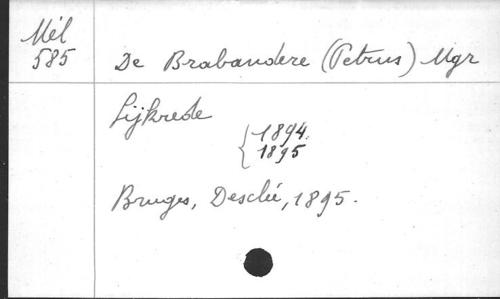 Mél
585
De Brabandere (Petrus) Mgr
Lijkrede
{ 1894.
1895
Bruges, Desclée, 1895.